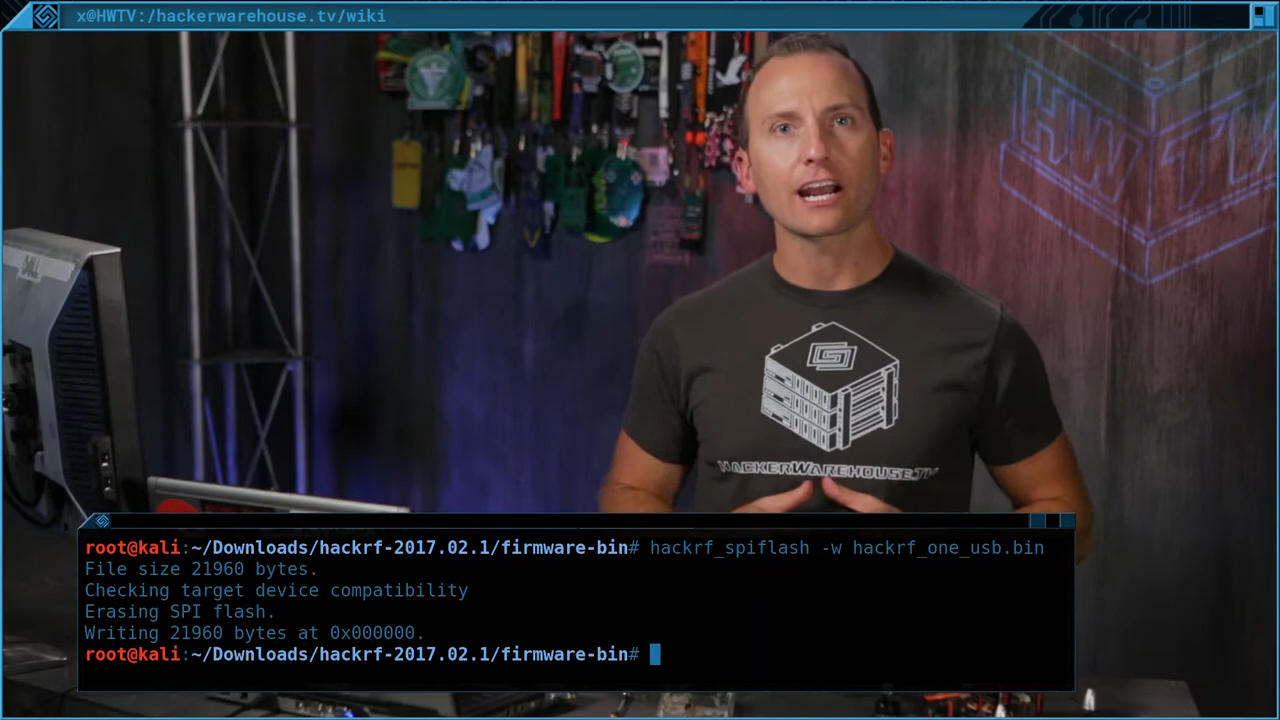 x@HWTV:/hackerwarehouse.tv/wiki
HW TV
DELL
HACKERWAREHOUSE.TV
root@kali:~/Downloads/hackrf-2017.02.1/firmware-bin# hackrf_spiflash -w hackrf_one_usb.bin
File size 21960 bytes.
Checking target device compatibility
Erasing SPI flash.
Writing 21960 bytes at 0x000000.
root@kali:~/Downloads/hackrf-2017.02.1/firmware-bin#